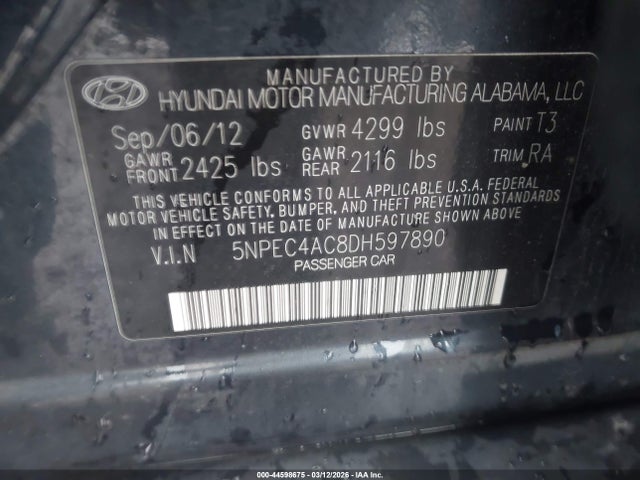 MANUFACTURED BY
HYUNDAI MOTOR MANUFACTURING ALABAMA, LLC
Sep/06/12 GVWR 4299 lbs PAINT T3
GAWR FRONT 2425 lbs GAWR REAR 2116 lbs TRIM RA
THIS VEHICLE CONFORMS TO ALL APPLICABLE U.S.A. FEDERAL
MOTOR VEHICLE SAFETY, BUMPER, AND THEFT PREVENTION
STANDARDS IN EFFECT ON THE DATE OF MANUFACTURE SHOWN ABOVE.
V.I.N 5NPEC4AC8DH597890
PASSENGER CAR
000-44598675 - 03/12/2026 - IAA Inc.